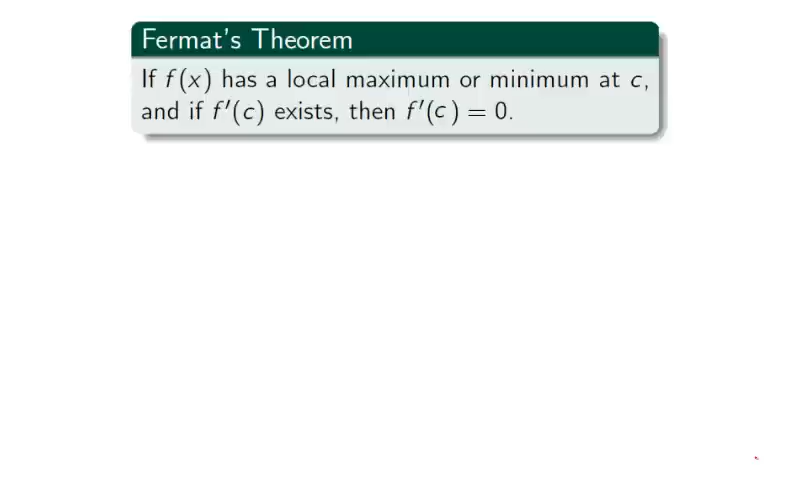 Fermat's Theorem
If f(x) has a local maximum or minimum at c,
and if f′(c) exists, then f′(c) = 0.